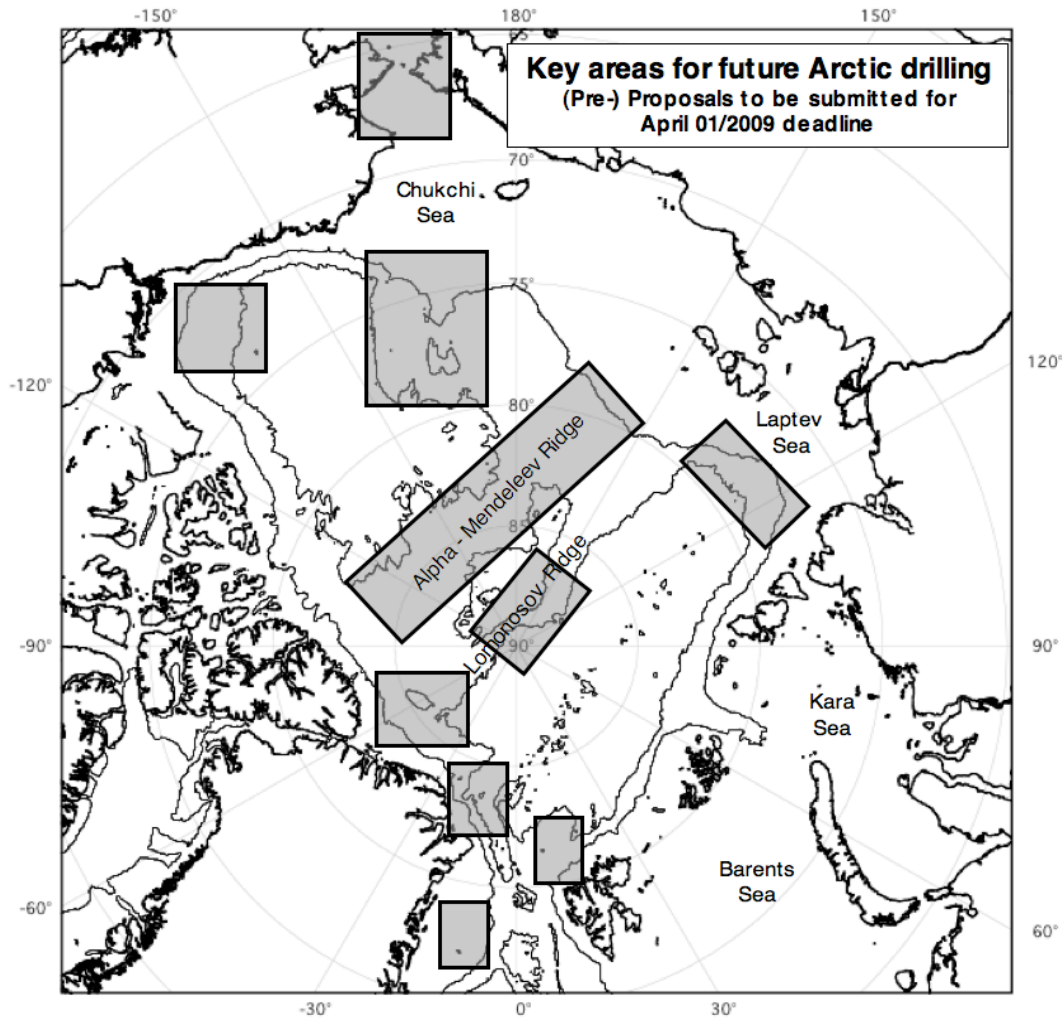 -150°
180°
150°
65°
Key areas for future Arctic drilling
(Pre-) Proposals to be submitted for
April 01/2009 deadline
70°
Chukchi
Sea
75°
120°
-120°
80°
Laptev
Sea
Alpha - Mendeleev Ridge
85°
Lomonosov Ridge
90°
-90°
90°
Kara
Sea
Barents
Sea
-60°
60°
-30°
0°
30°